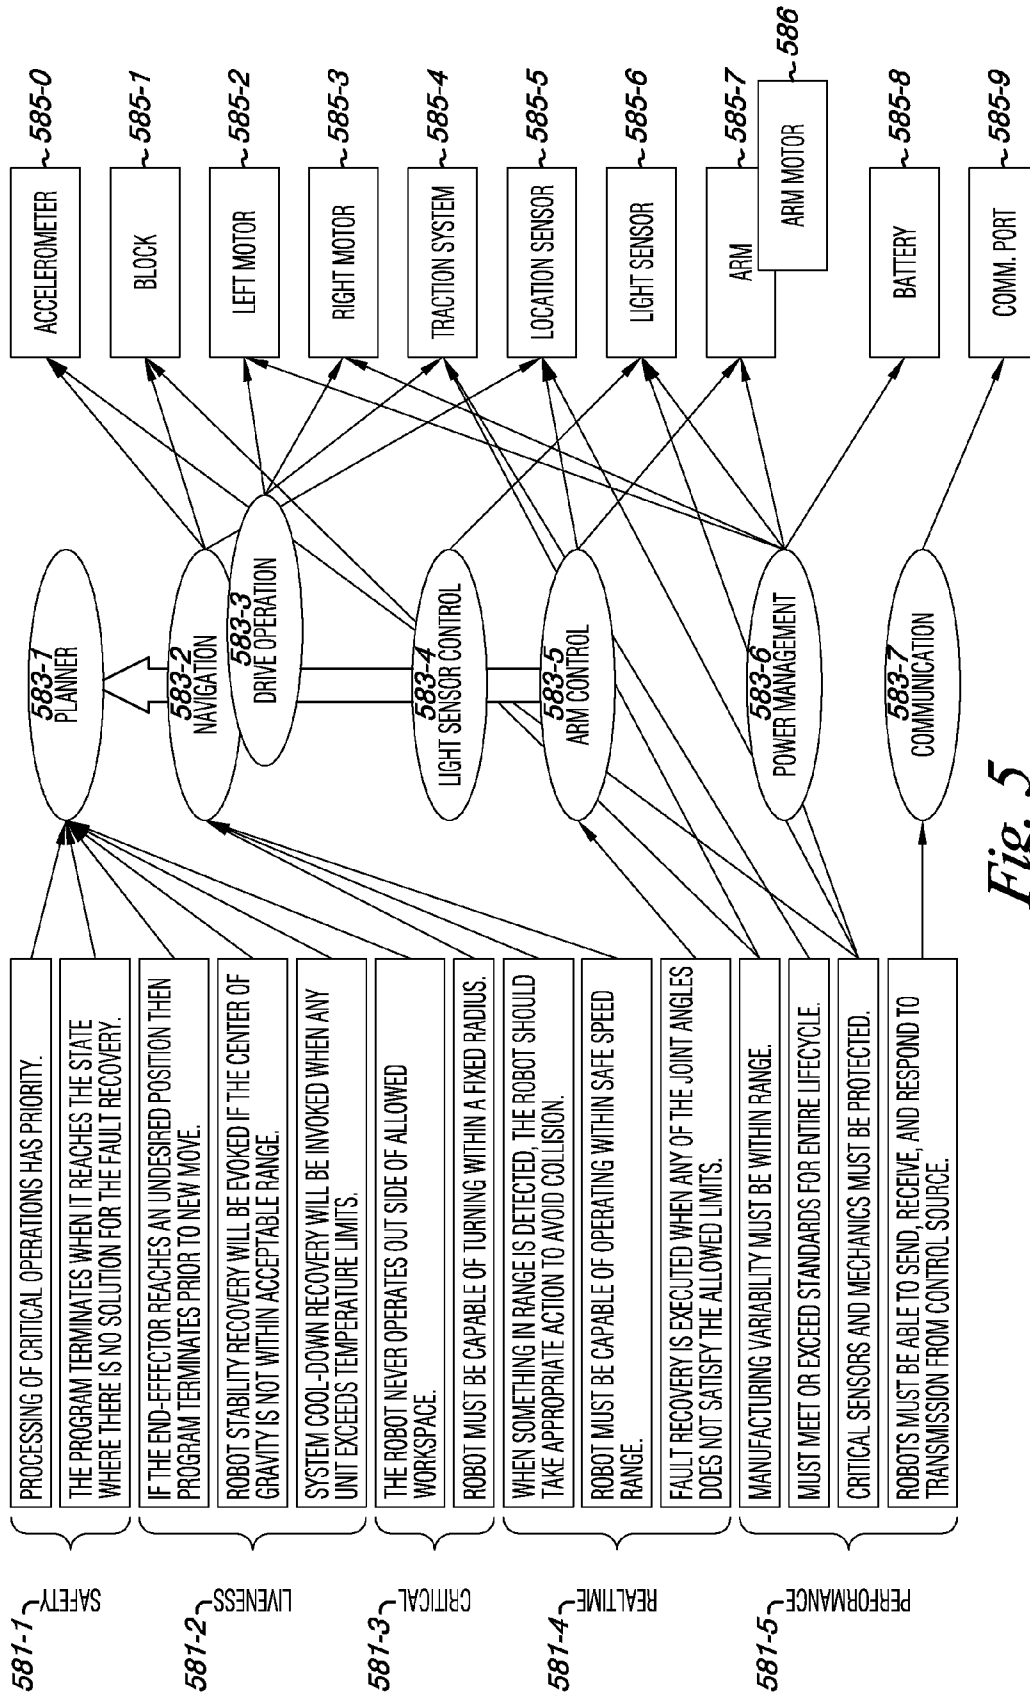 581-1
SAFETY
PROCESSING OF CRITICAL OPERATIONS HAS PRIORITY.
THE PROGRAM TERMINATES WHEN IT REACHES THE STATE
WHERE THERE IS NO SOLUTION FOR THE FAULT RECOVERY.
581-2
LIVENESS
IF THE END-EFFECTOR REACHES AN UNDESIRED POSITION THEN
PROGRAM TERMINATES PRIOR TO NEW MOVE.
ROBOT STABILITY RECOVERY WILL BE EVOKED IF THE CENTER OF
GRAVITY IS NOT WITHIN ACCEPTABLE RANGE.
SYSTEM COOL-DOWN RECOVERY WILL BE INVOKED WHEN ANY
UNIT EXCEEDS TEMPERATURE LIMITS.
581-3
CRITICAL
THE ROBOT NEVER OPERATES OUT SIDE OF ALLOWED
WORKSPACE.
ROBOT MUST BE CAPABLE OF TURNING WITHIN A FIXED RADIUS.
581-4
REALTIME
WHEN SOMETHING IN RANGE IS DETECTED, THE ROBOT SHOULD
TAKE APPROPRIATE ACTION TO AVOID COLLISION.
ROBOT MUST BE CAPABLE OF OPERATING WITHIN SAFE SPEED
RANGE.
FAULT RECOVERY IS EXECUTED WHEN ANY OF THE JOINT ANGLES
DOES NOT SATISFY THE ALLOWED LIMITS.
581-5
PERFORMANCE
MANUFACTURING VARIABILITY MUST BE WITHIN RANGE.
MUST MEET OR EXCEED STANDARDS FOR ENTIRE LIFECYCLE.
CRITICAL SENSORS AND MECHANICS MUST BE PROTECTED.
ROBOTS MUST BE ABLE TO SEND, RECEIVE, AND RESPOND TO
TRANSMISSION FROM CONTROL SOURCE.
583-1
PLANNER
583-2
NAVIGATION
583-3
DRIVE OPERATION
583-4
LIGHT SENSOR CONTROL
583-5
ARM CONTROL
583-6
POWER MANAGEMENT
583-7
COMMUNICATION
ACCELEROMETER
585-0
BLOCK
585-1
LEFT MOTOR
585-2
RIGHT MOTOR
585-3
TRACTION SYSTEM
585-4
LOCATION SENSOR
585-5
LIGHT SENSOR
585-6
ARM
585-7
ARM MOTOR
586
BATTERY
585-8
COMM. PORT
585-9
Fig. 5